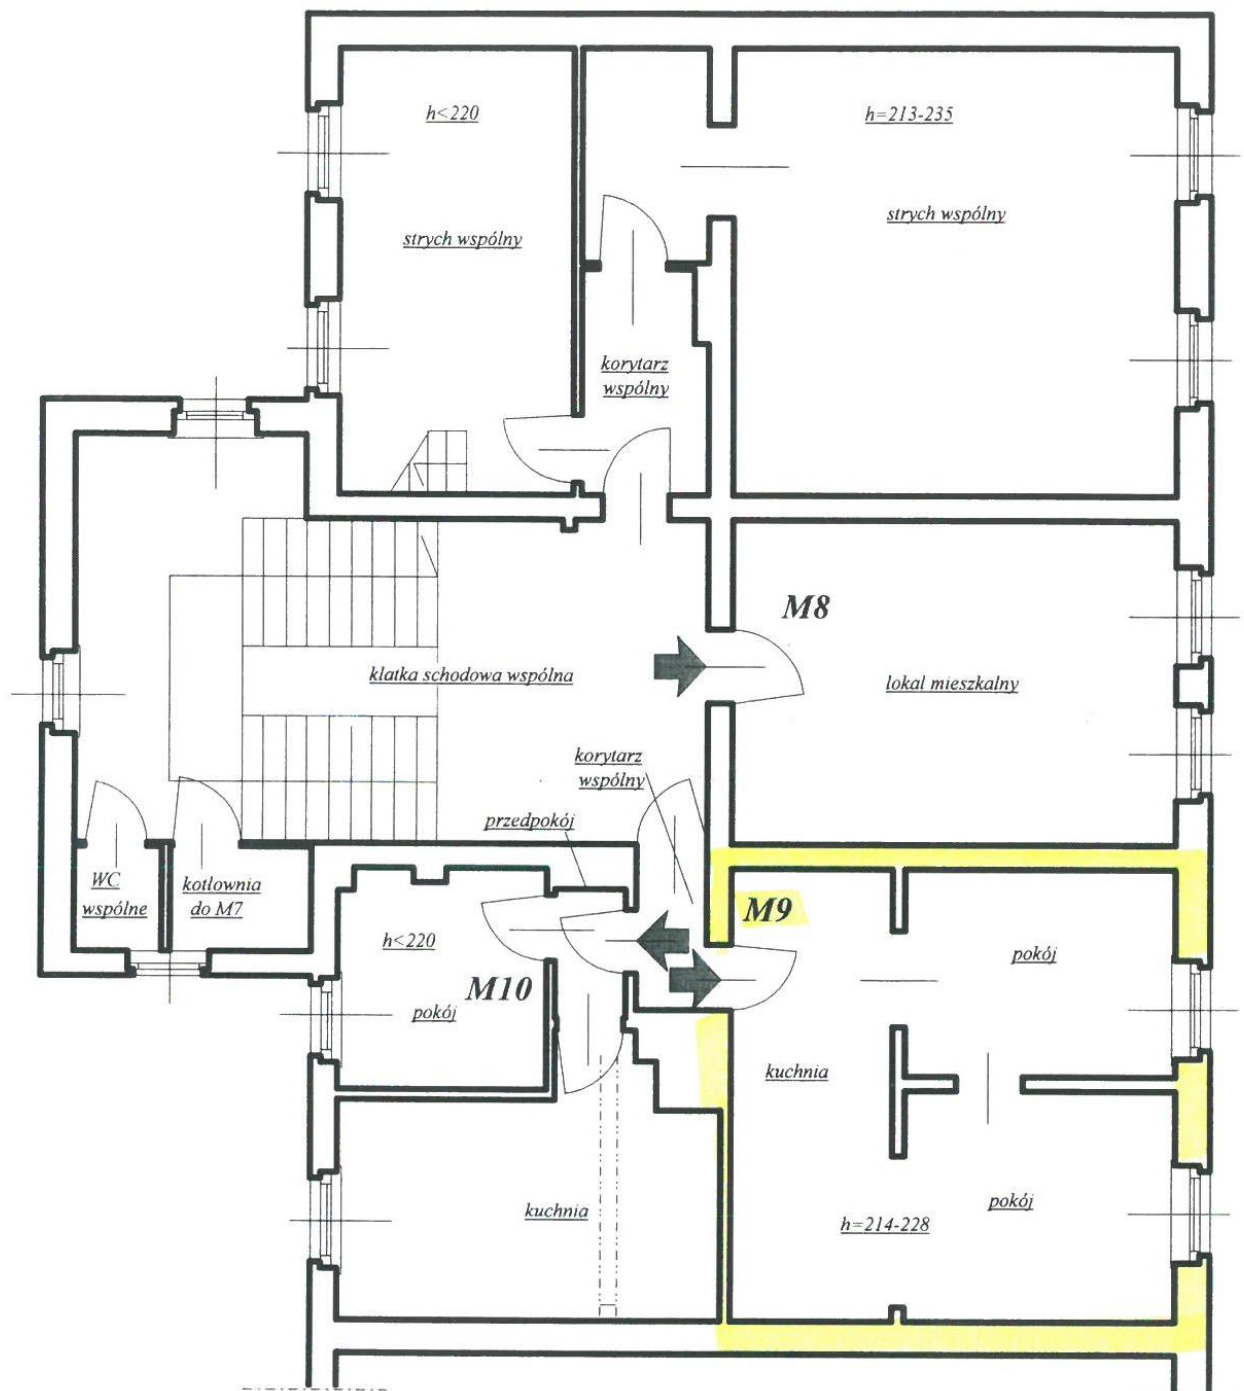 h<220
h=213-235
strych wspólny
strych wspólny
korytarz
wspólny
M8
klatka schodowa wspólna
lokal mieszkalny
korytarz
wspólny
przedpokój
WC
wspólne
kotłownia
do M7
h<220
M9
M10
pokój
pokój
kuchnia
kuchnia
pokój
h=214-228